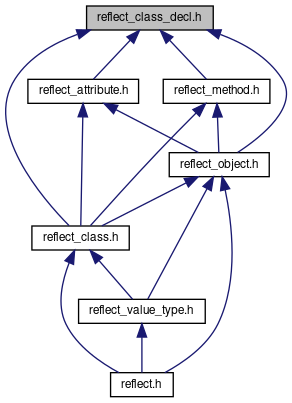 reflect_class_decl.h
reflect_attribute.h
reflect_method.h
reflect_object.h
reflect_class.h
reflect_value_type.h
reflect.h